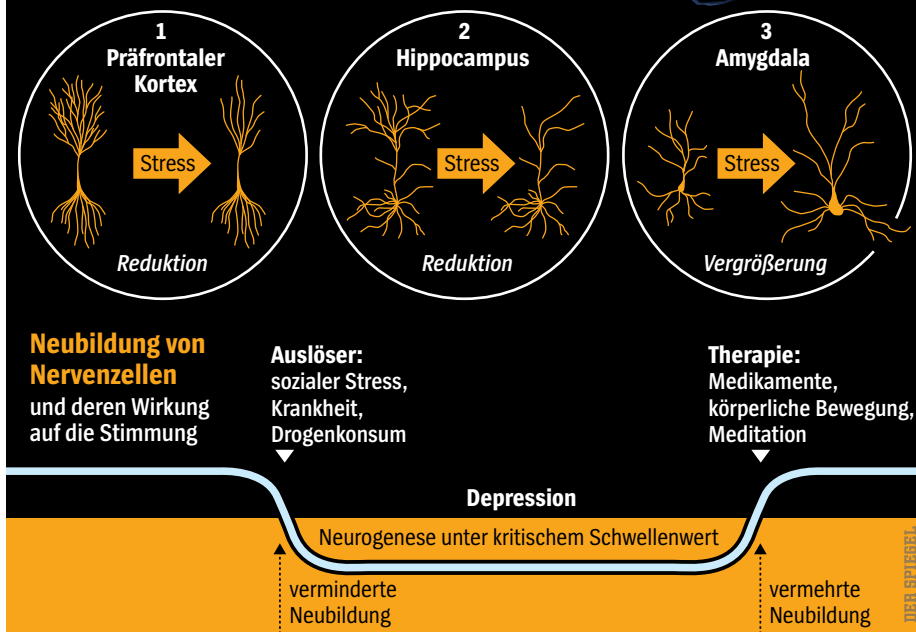 1
Präfrontaler
Kortex
Stress
Reduktion
2
Hippocampus
Stress
Reduktion
3
Amygdala
Stress
Vergrößerung
Neubildung von
Nervenzellen
und deren Wirkung
auf die Stimmung
Auslöser:
sozialer Stress,
Krankheit,
Drogenkonsum
Therapie:
Medikamente,
körperliche Bewegung,
Meditation
Depression
Neurogenese unter kritischem Schwellenwert
verminderte
Neubildung
vermehrte
Neubildung
DER SPIEGEL